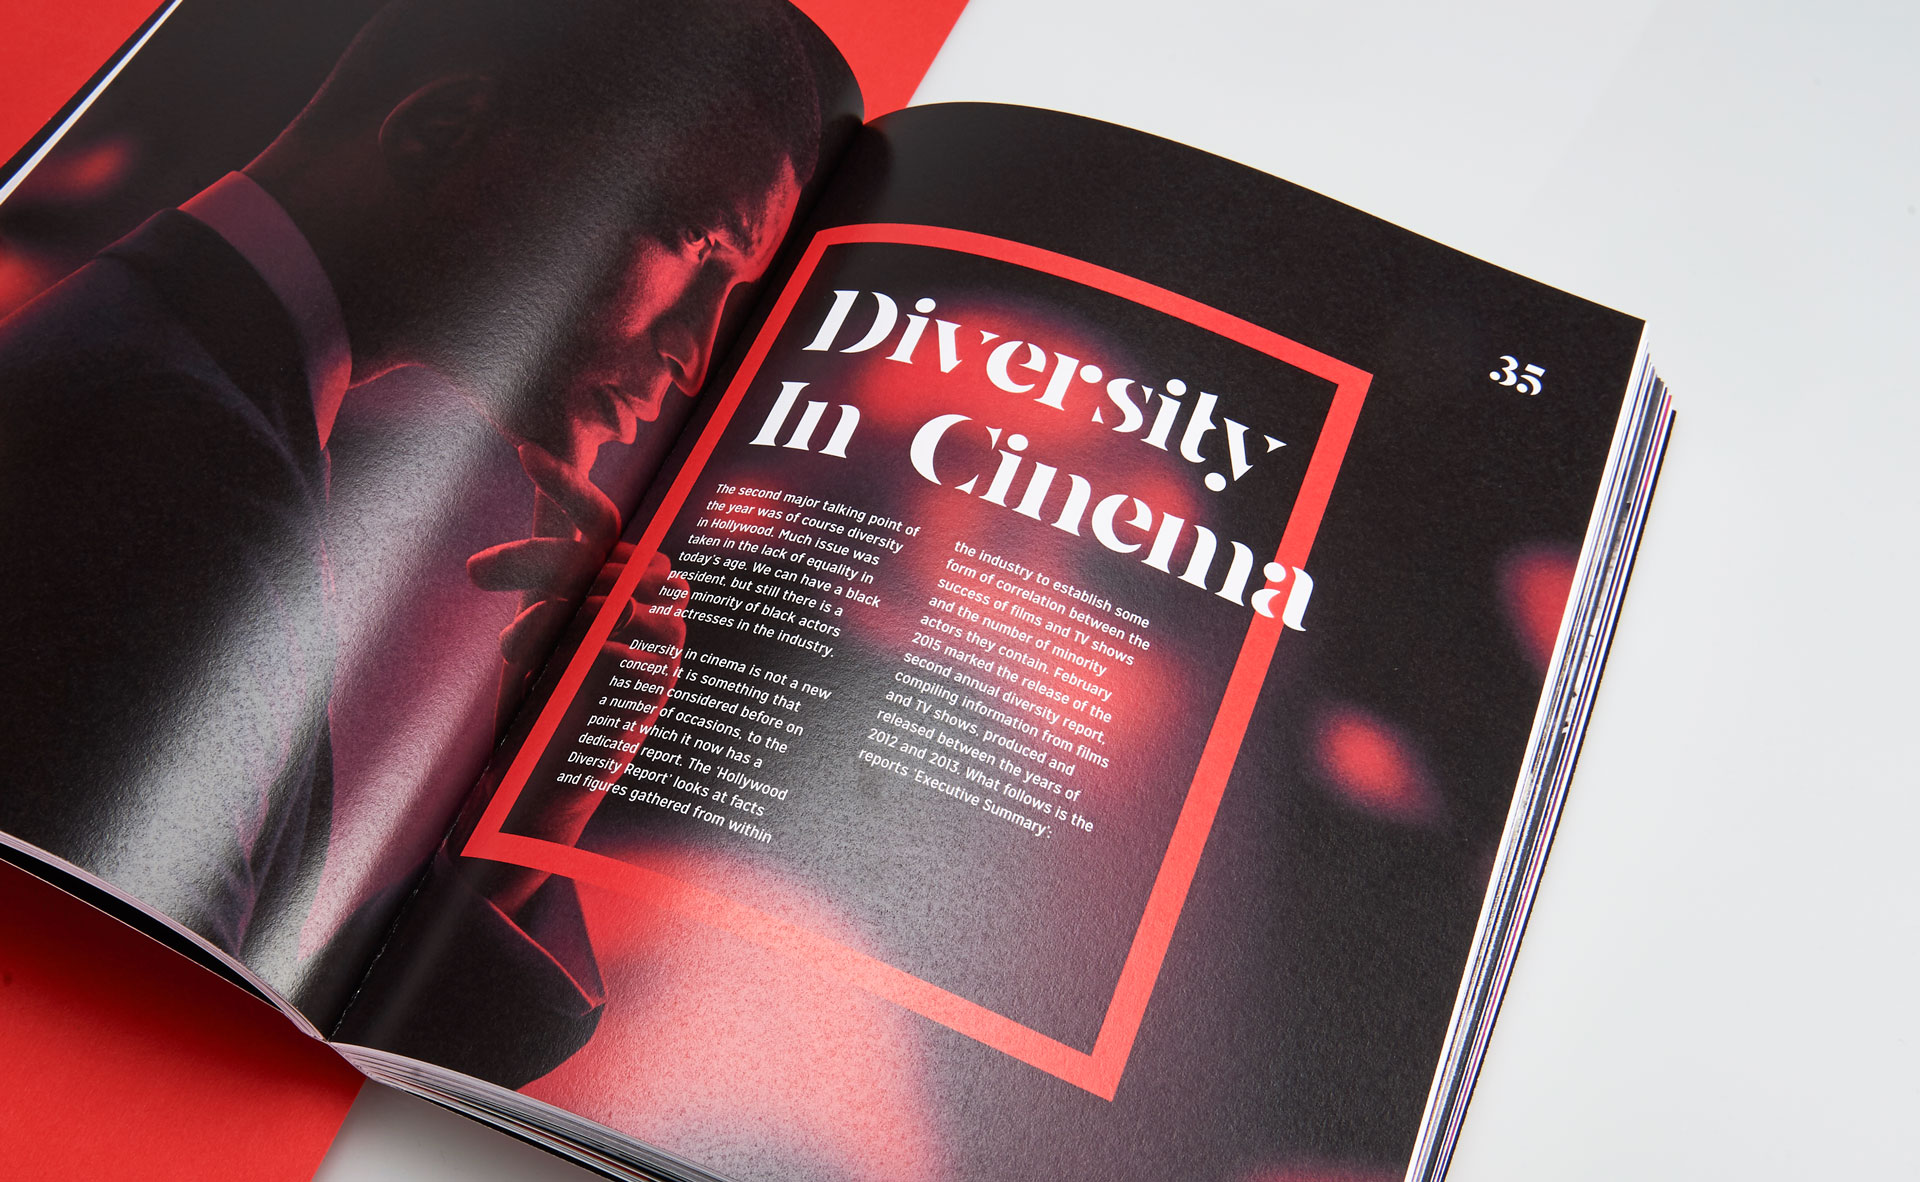 35
Diversity
In Cinema
The second major talking point of
the year was of course diversity
in Hollywood. Much issue was
taken in the lack of equality in
today's age. We can have a black
president, but still there is a
huge minority of black actors
and actresses in the industry.
Diversity in cinema is not a new
concept, it is something that
has been considered before on
a number of occasions, to the
point at which it now has a
dedicated report. The 'Hollywood
Diversity Report' looks at facts
and figures gathered from within
the industry to establish some
form of correlation between the
success of films and TV shows
and the number of minority
actors they contain. February
2015 marked the release of the
second annual diversity report,
compiling information from films
and TV shows, produced and
released between the years of
2012 and 2013. What follows is the
reports 'Executive Summary':